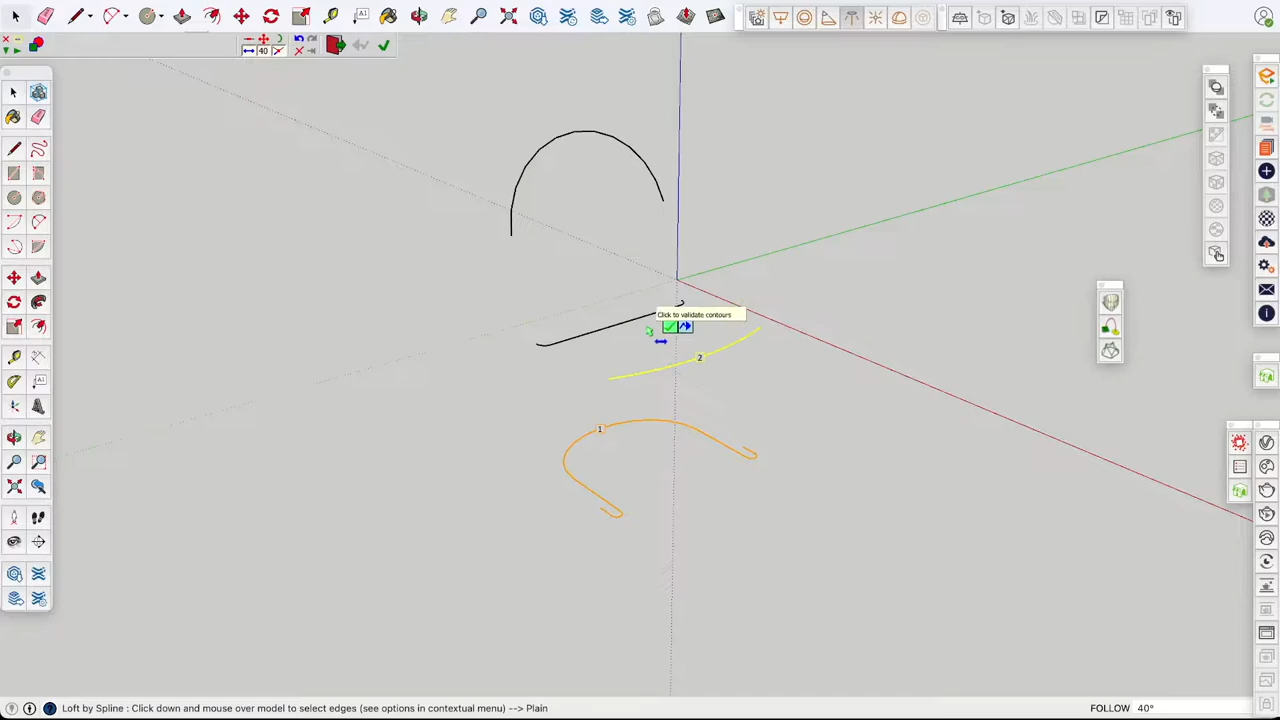 40
Click to validate contours
2
1
Loft by Spline : Click down and mouse over model to select edges (see options in contextual menu) --> Plain
FOLLOW 40°